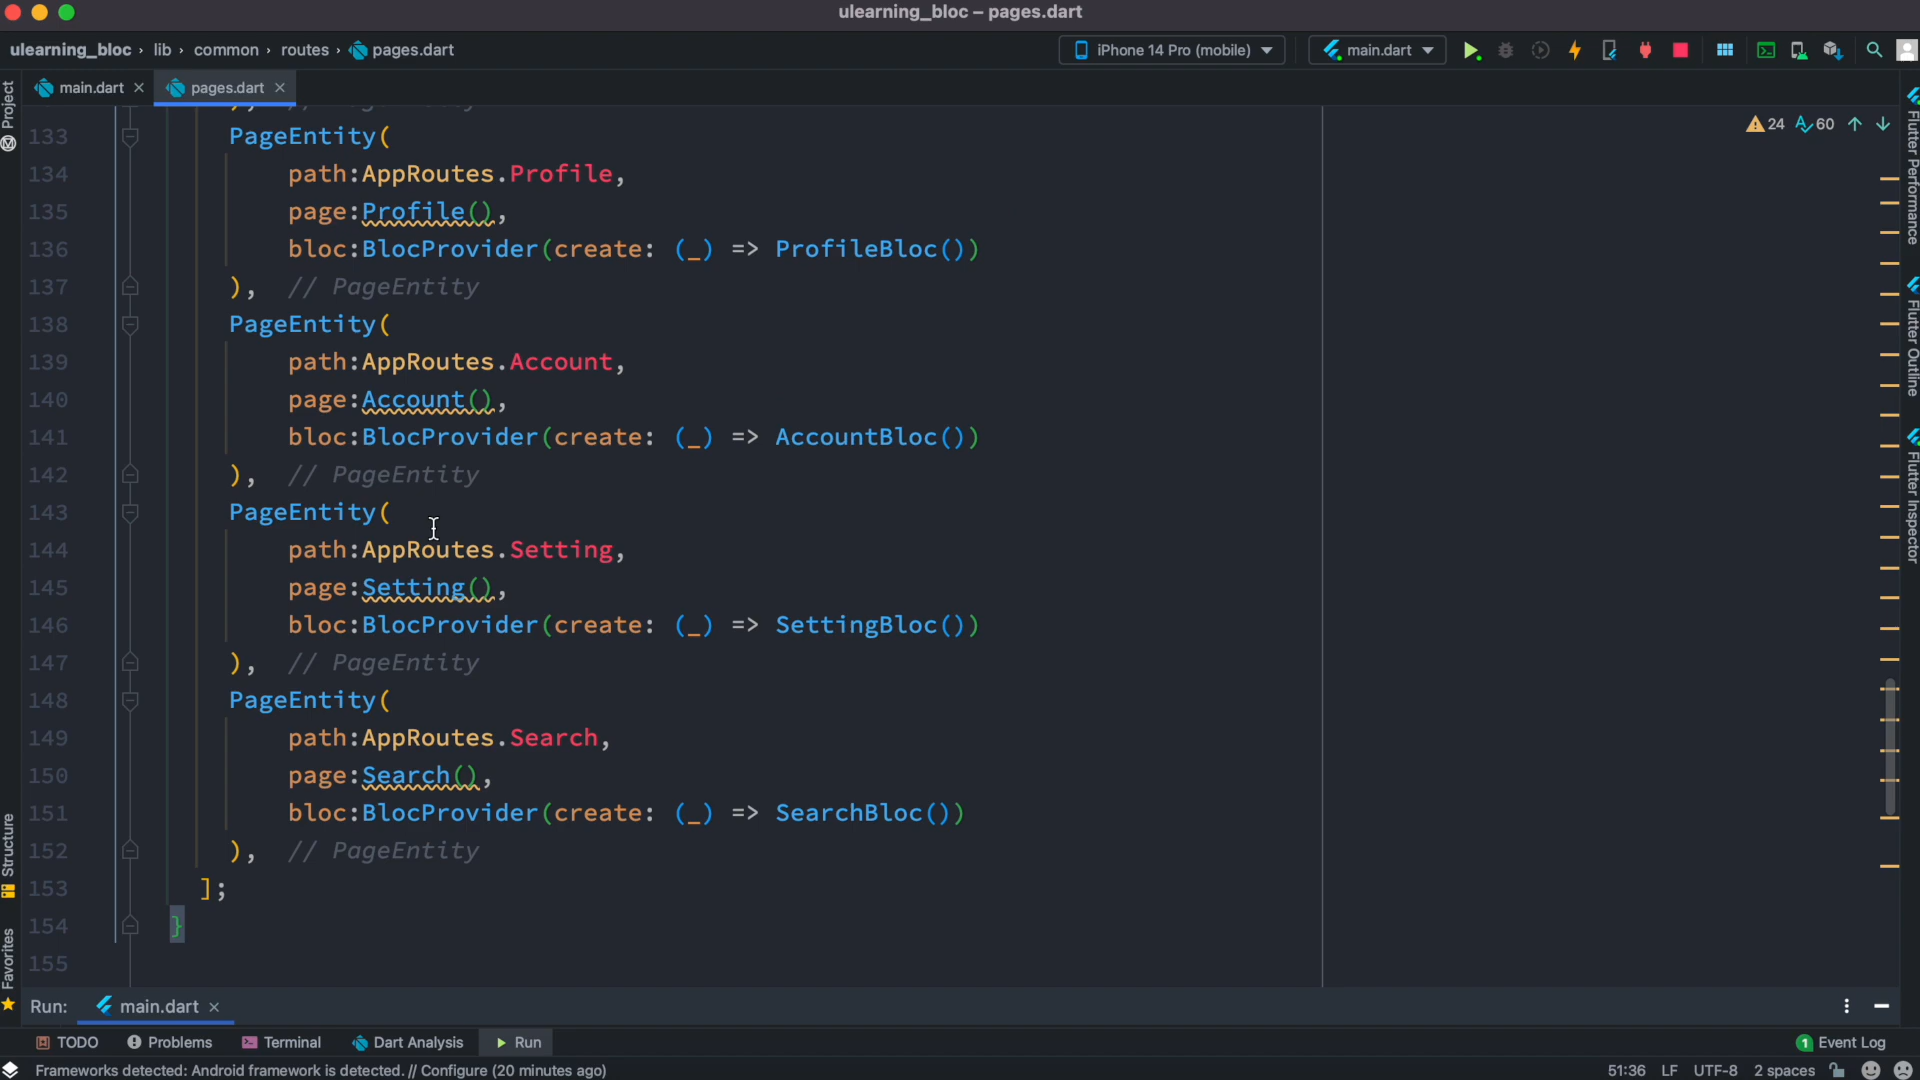 ulearning_bloc – pages.dart
ulearning_bloc › lib › common › routes › pages.dart
iPhone 14 Pro (mobile)
main.dart
main.dart
pages.dart
Project
24 60
133 PageEntity(
134 path:AppRoutes.Profile,
135 page:Profile(),
136 bloc:BlocProvider(create: (_) => ProfileBloc())
137 ), // PageEntity
138 PageEntity(
139 path:AppRoutes.Account,
140 page:Account(),
141 bloc:BlocProvider(create: (_) => AccountBloc())
142 ), // PageEntity
143 PageEntity(
144 path:AppRoutes.Setting,
145 page:Setting(),
146 bloc:BlocProvider(create: (_) => SettingBloc())
147 ), // PageEntity
148 PageEntity(
149 path:AppRoutes.Search,
150 page:Search(),
151 bloc:BlocProvider(create: (_) => SearchBloc())
152 ), // PageEntity
153 ];
154 }
155
Flutter Performance
Flutter Outline
Flutter Inspector
Structure
Favorites
Run: main.dart
TODO Problems Terminal Dart Analysis Run
1 Event Log
Frameworks detected: Android framework is detected. // Configure (20 minutes ago)
51:36 LF UTF-8 2 spaces